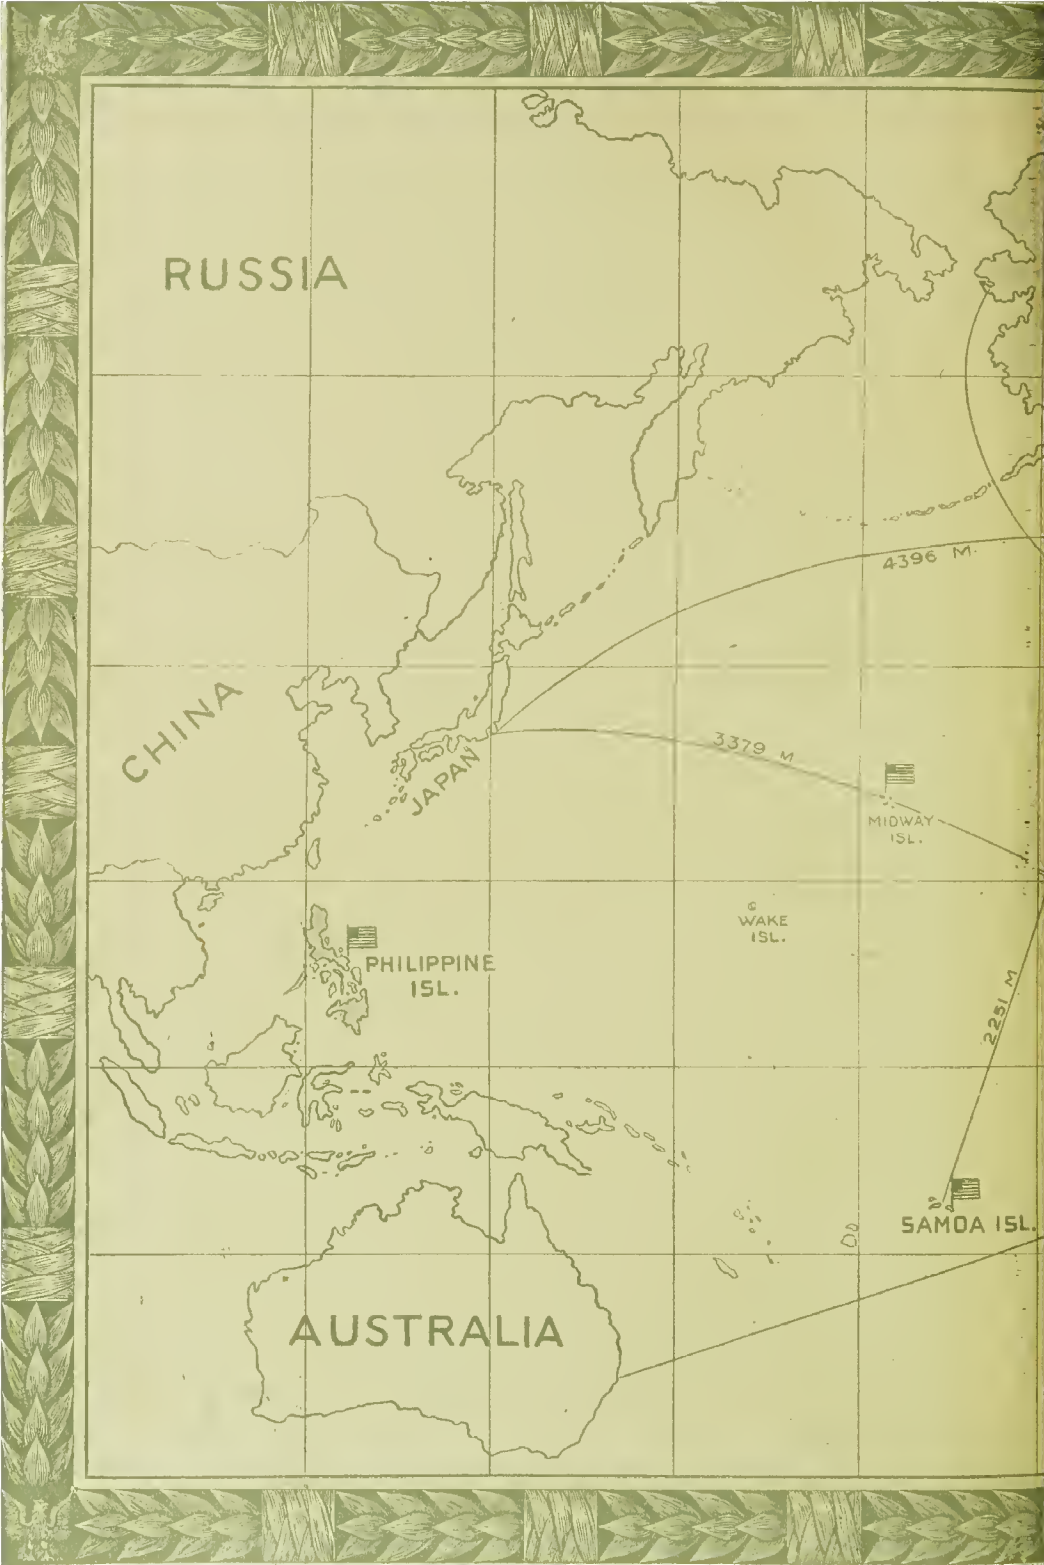 RUSSIA
4396 M.
CHINA
3379 M
JAPAN
MIDWAY
ISL.
WAKE
ISL.
PHILIPPINE
ISL.
2251 M
SAMOA ISL.
AUSTRALIA